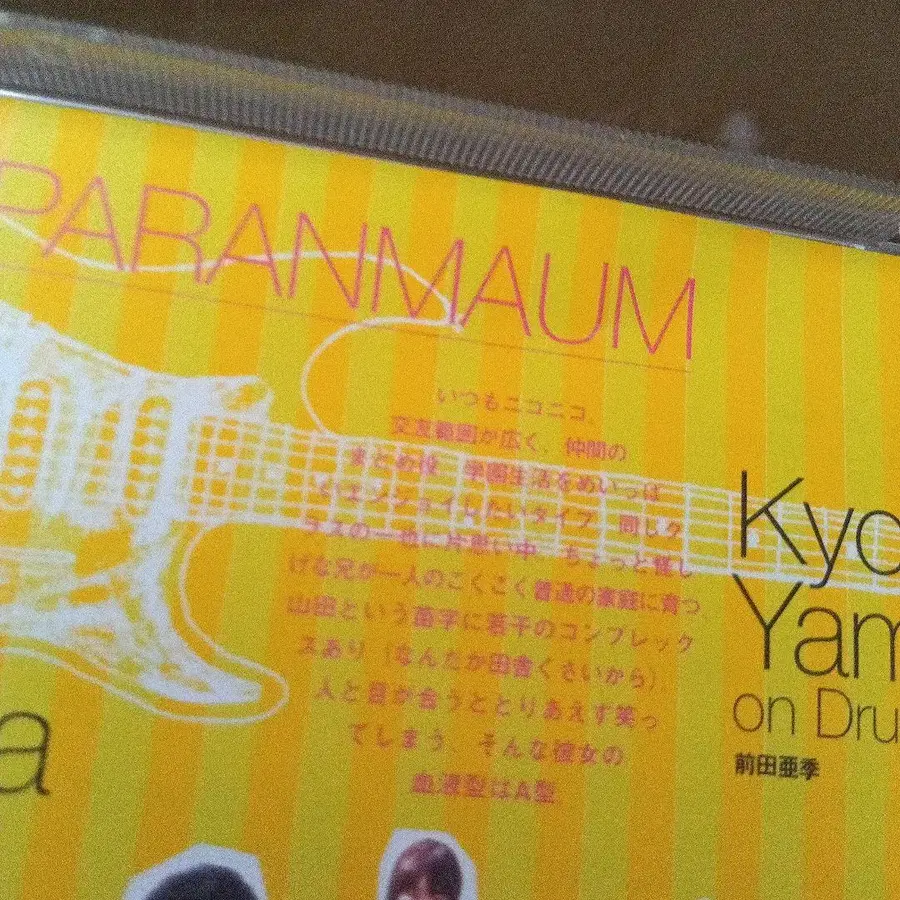 PARANMAUM
いつもニコニコ、
交友範囲が広く、仲間の
まとめ役。学園生活をめいっぱ
いエンジョイしたいタイプ。同じク
ラスの一也に片思い中。ちょっと怪し
げな兄が一人のごくごく普通の家庭に育つ。
山田という苗字に若干のコンプレック
スあり（なんだか田舎くさいから）。
人と目が合うととりあえず笑っ
てしまう、そんな彼女の
血液型はA型
Kyo
Yam
on Dru
前田亜季
a